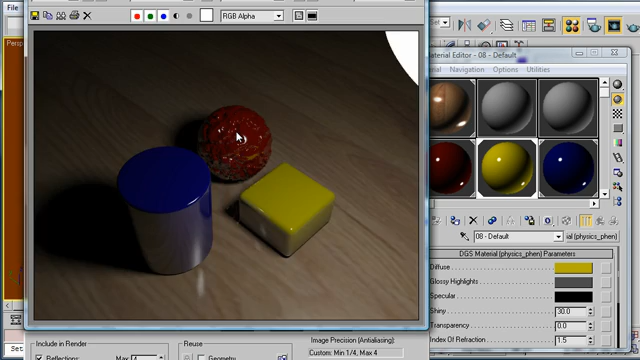 File
RGB Alpha
Persp
Material Editor - 08 - Default
Navigation Options Utilities
08 - Default
ial (physics_phen)
DGS Material (physics_phen) Parameters
Diffuse
Glossy Highlights
Specular
Shiny 30.0
Transparency 0.0
Index Of Refraction 1.5
Include in Render
Reuse
Image Precision (Antialiasing)
Reflections Max
Geometry
Custom: Min 1/4, Max 4
Set